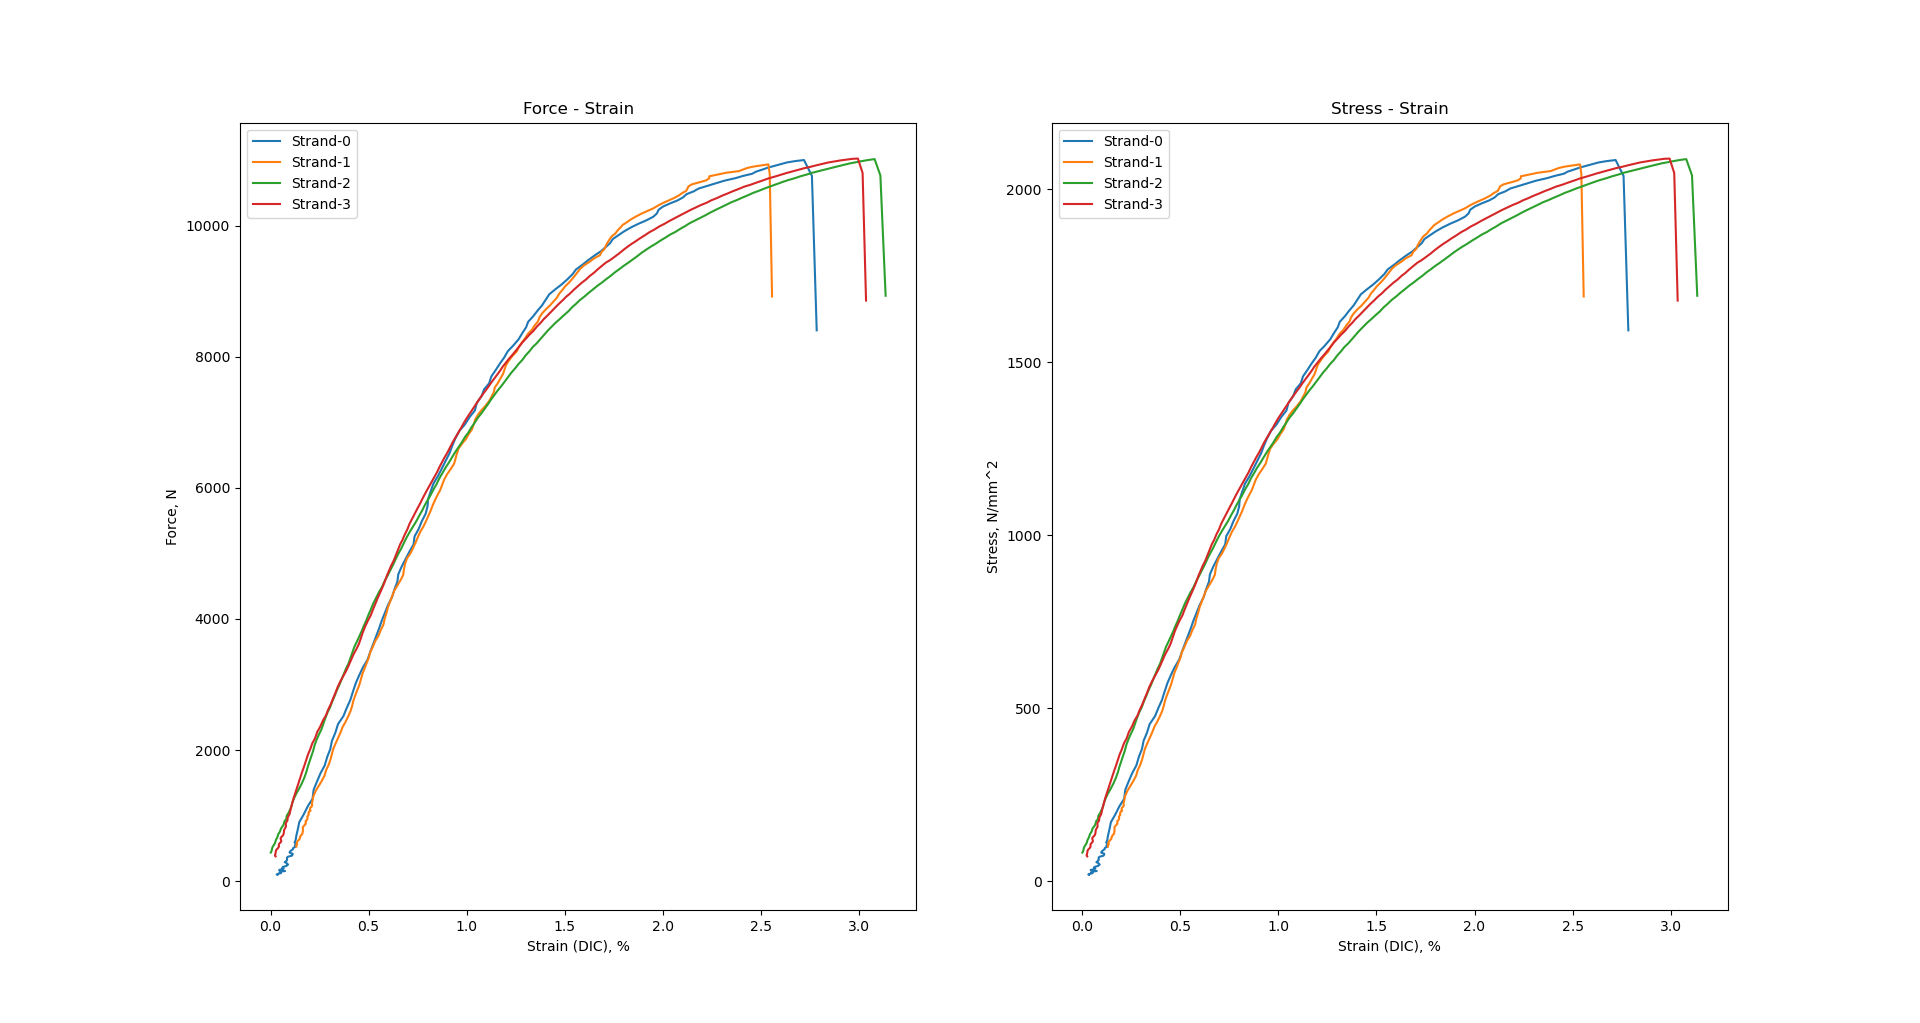 Force - Strain
Strand-0
Strand-1
Strand-2
Strand-3
Force, N
10000
8000
6000
4000
2000
0
0.0 0.5 1.0 1.5 2.0 2.5 3.0
Strain (DIC), %
Stress - Strain
Strand-0
Strand-1
Strand-2
Strand-3
Stress, N/mm^2
2000
1500
1000
500
0
0.0 0.5 1.0 1.5 2.0 2.5 3.0
Strain (DIC), %